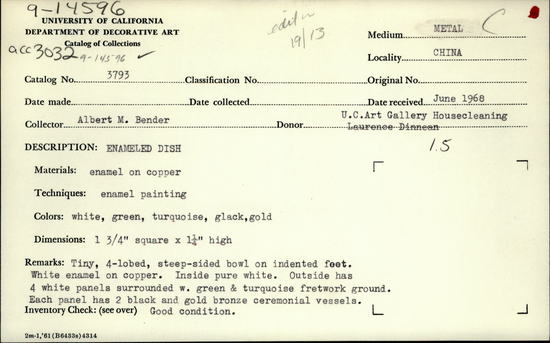 9-14596
UNIVERSITY OF CALIFORNIA
DEPARTMENT OF DECORATIVE ART
Catalog of Collections
acc 3032
9-14596 ✓
19/13
Medium METAL C
Locality CHINA
Catalog No. 3793 Classification No. Original No.
Date made Date collected Date received June 1968
Collector Albert M. Bender Donor U.C.Art Gallery Housecleaning
Laurence Dinnean
DESCRIPTION: ENAMELED DISH 1.5
Materials: enamel on copper
Techniques: enamel painting
Colors: white, green, turquoise, glack,gold
Dimensions: 1 3/4" square x 1¼" high
Remarks: Tiny, 4-lobed, steep-sided bowl on indented feet.
White enamel on copper. Inside pure white. Outside has
4 white panels surrounded w. green & turquoise fretwork ground.
Each panel has 2 black and gold bronze ceremonial vessels.
Inventory Check: (see over) Good condition.
2m-1,'61(B6433s)4314